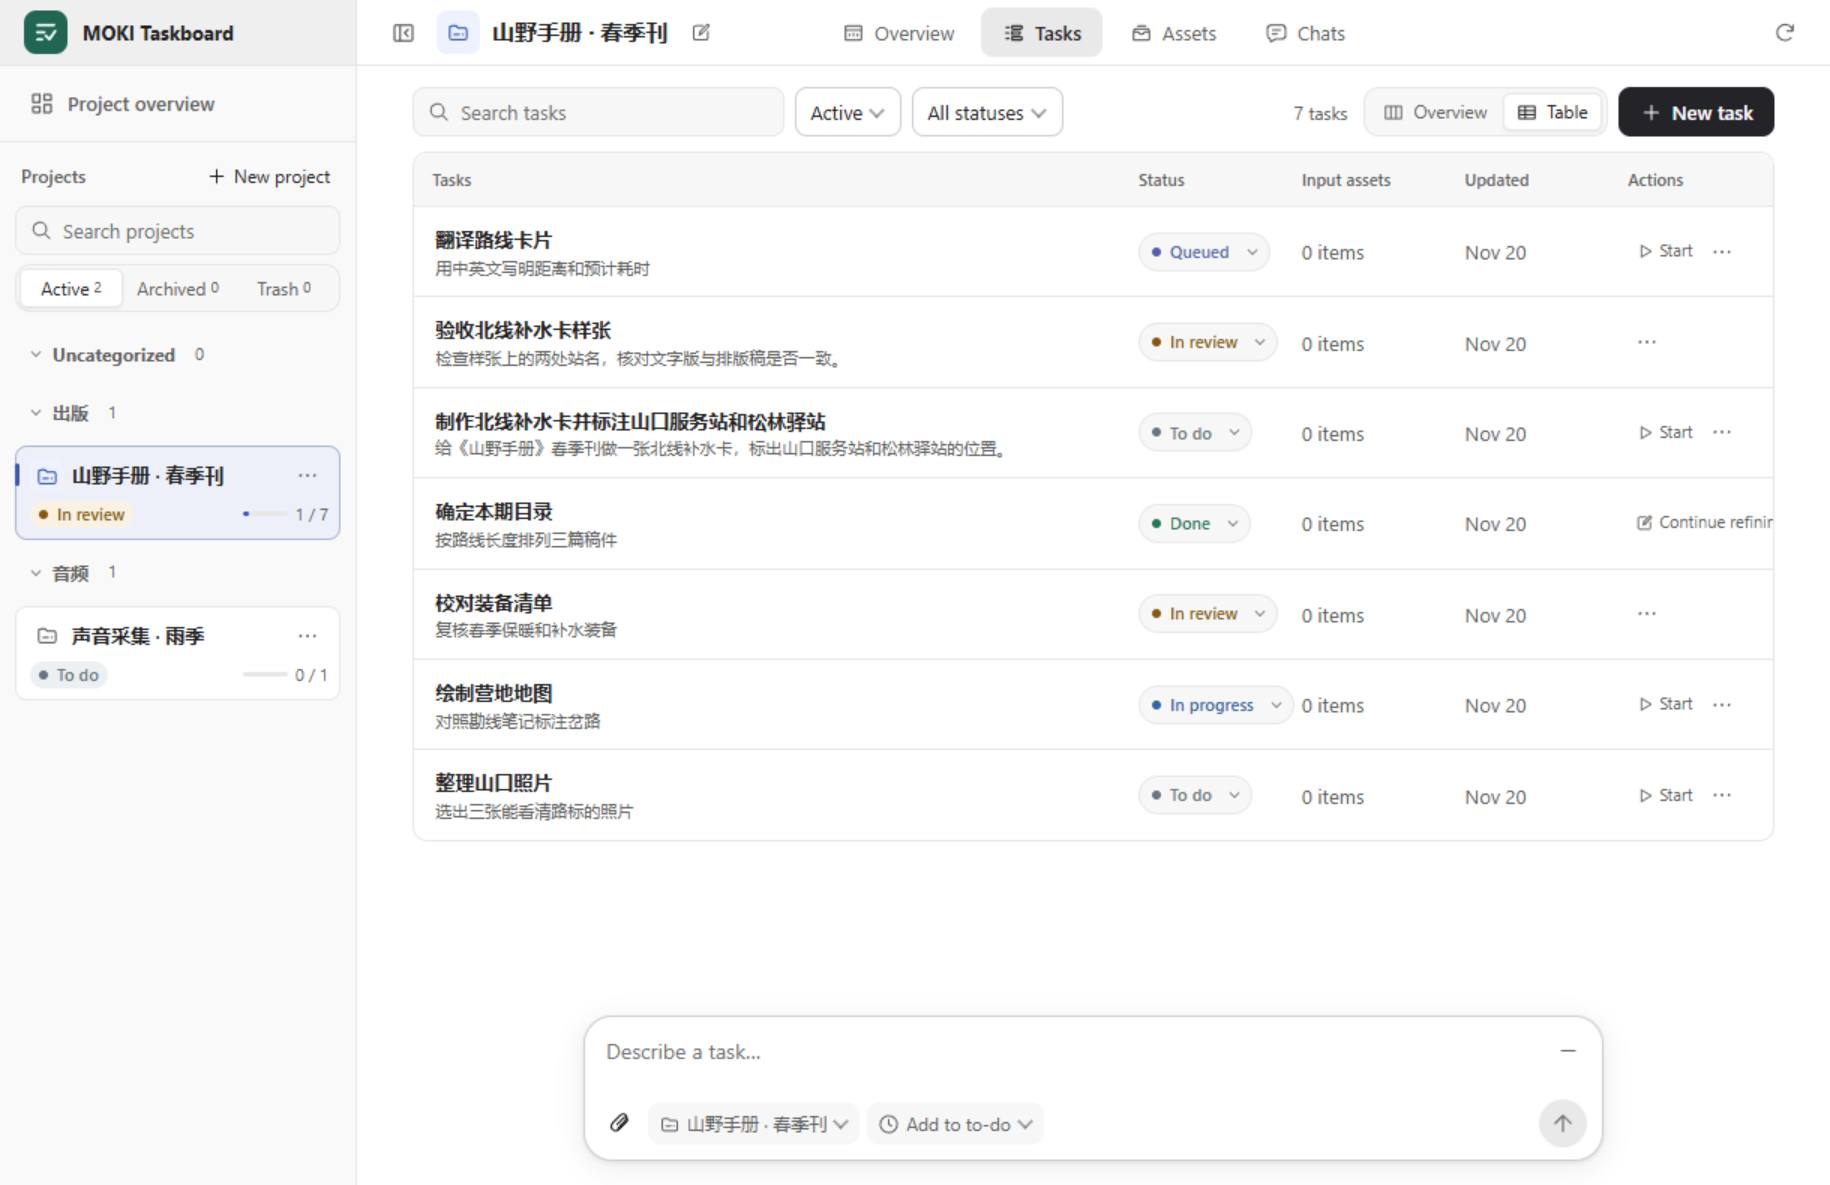 MOKI Taskboard
山野手册 · 春季刊
Overview
Tasks
Assets
Chats
Project overview
Projects
+ New project
Search projects
Active 2
Archived 0
Trash 0
Uncategorized 0
出版 1
山野手册 · 春季刊
In review
1 / 7
音频 1
声音采集 · 雨季
To do
0 / 1
Search tasks
Active
All statuses
7 tasks
Overview
Table
+ New task
Tasks Status Input assets Updated Actions
翻译路线卡片
用中英文写明距离和预计耗时
Queued 0 items Nov 20 Start
验收北线补水卡样张
检查样张上的两处站名，核对文字版与排版稿是否一致。
In review 0 items Nov 20
制作北线补水卡并标注山口服务站和松林驿站
给《山野手册》春季刊做一张北线补水卡，标出山口服务站和松林驿站的位置。
To do 0 items Nov 20 Start
确定本期目录
按路线长度排列三篇稿件
Done 0 items Nov 20 Continue refinin
校对装备清单
复核春季保暖和补水装备
In review 0 items Nov 20
绘制营地地图
对照勘线笔记标注岔路
In progress 0 items Nov 20 Start
整理山口照片
选出三张能看清路标的照片
To do 0 items Nov 20 Start
Describe a task...
山野手册 · 春季刊
Add to to-do